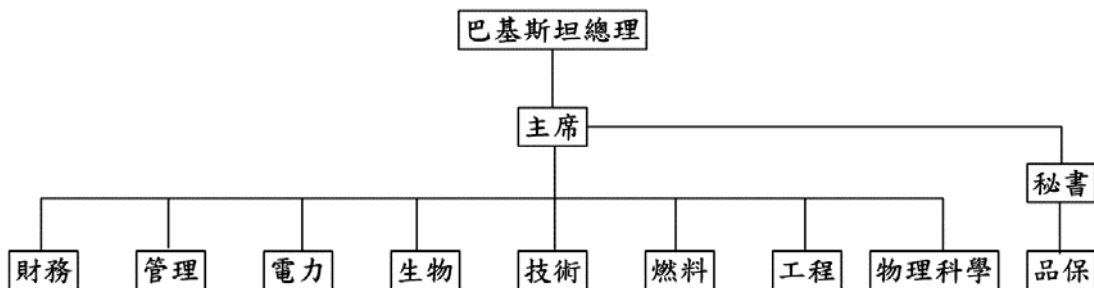 巴基斯坦總理
主席
秘書
財務
管理
電力
生物
技術
燃料
工程
物理科學
品保